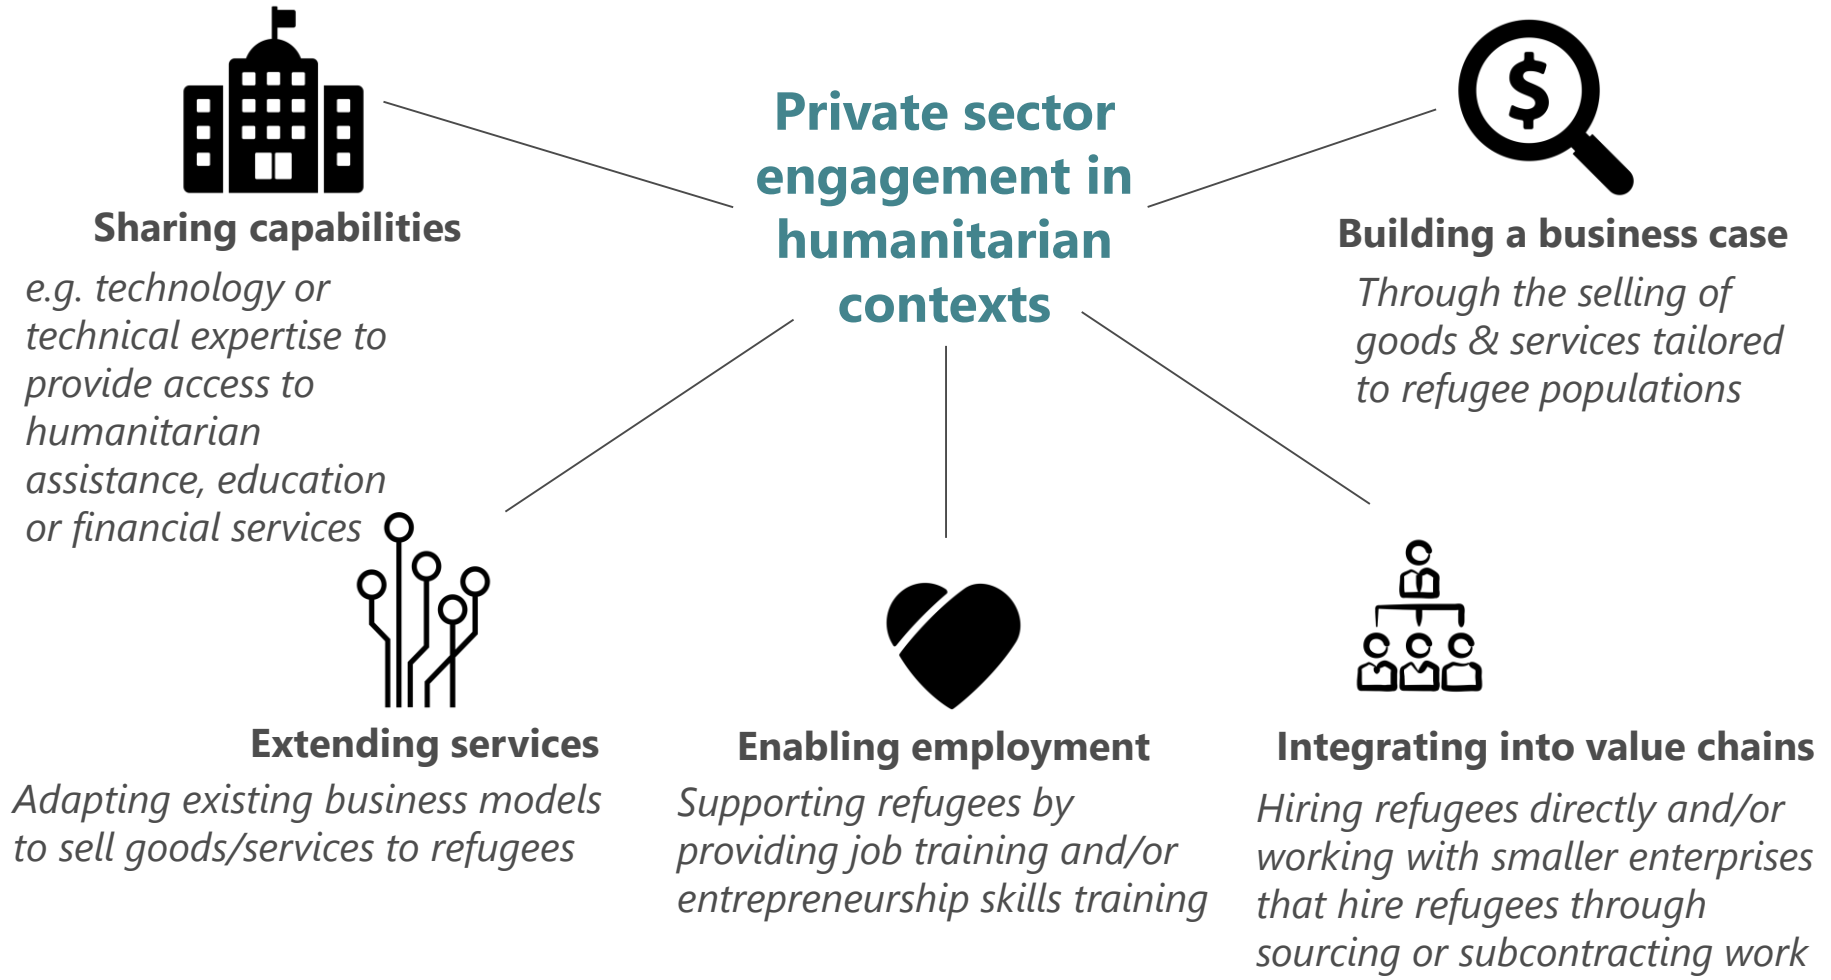 Private sector
engagement in
humanitarian
contexts
Sharing capabilities
e.g. technology or
technical expertise to
provide access to
humanitarian
assistance, education
or financial services
$
Building a business case
Through the selling of
goods & services tailored
to refugee populations
Extending services
Adapting existing business models
to sell goods/services to refugees
Enabling employment
Supporting refugees by
providing job training and/or
entrepreneurship skills training
Integrating into value chains
Hiring refugees directly and/or
working with smaller enterprises
that hire refugees through
sourcing or subcontracting work